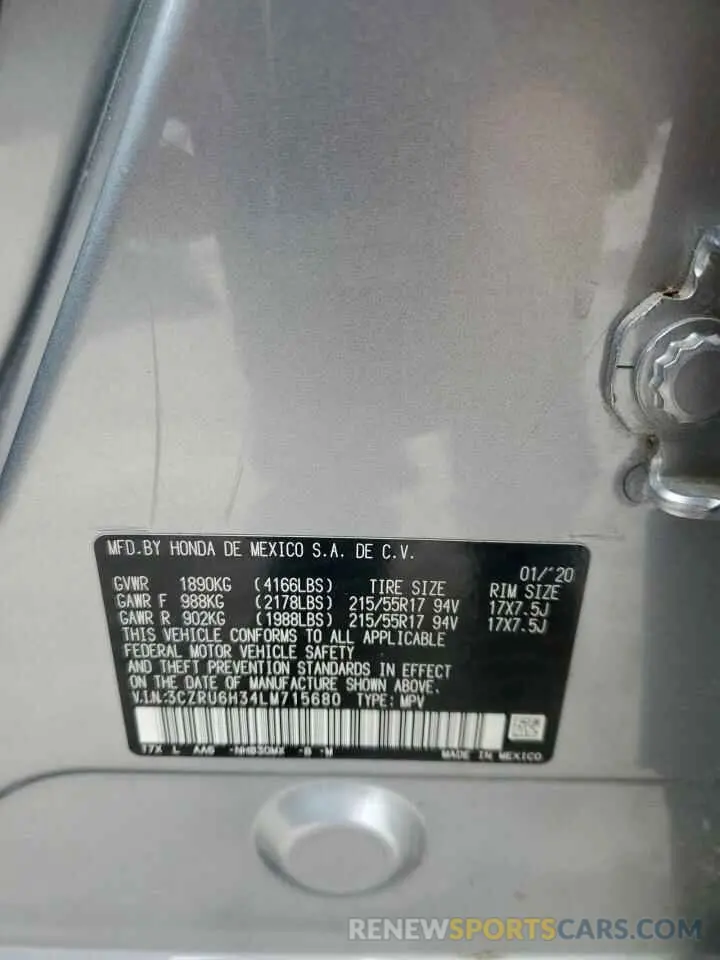 MFD.BY HONDA DE MEXICO S.A. DE C.V.
01/'20
GVWR 1890KG (4166LBS) TIRE SIZE RIM SIZE
GAWR F 988KG (2178LBS) 215/55R17 94V 17X7.5J
GAWR R 902KG (1988LBS) 215/55R17 94V 17X7.5J
THIS VEHICLE CONFORMS TO ALL APPLICABLE
FEDERAL MOTOR VEHICLE SAFETY
AND THEFT PREVENTION STANDARDS IN EFFECT
ON THE DATE OF MANUFACTURE SHOWN ABOVE.
V.I.N.:3CZRU6H34LM715680 TYPE: MPV
T7X L AA6 -NH830MX -B -M MADE IN MEXICO
RENEWSPORTSCARS.COM